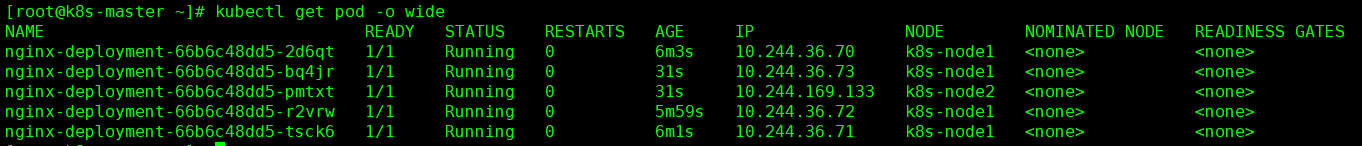 [root@k8s-master ~]# kubectl get pod -o wide
NAME                                READY   STATUS    RESTARTS   AGE     IP               NODE        NOMINATED NODE   READINESS GATES
nginx-deployment-66b6c48dd5-2d6qt   1/1     Running   0          6m3s    10.244.36.70     k8s-node1   <none>           <none>
nginx-deployment-66b6c48dd5-bq4jr   1/1     Running   0          31s     10.244.36.73     k8s-node1   <none>           <none>
nginx-deployment-66b6c48dd5-pmtxt   1/1     Running   0          31s     10.244.169.133   k8s-node2   <none>           <none>
nginx-deployment-66b6c48dd5-r2vrw   1/1     Running   0          5m59s   10.244.36.72     k8s-node1   <none>           <none>
nginx-deployment-66b6c48dd5-tsck6   1/1     Running   0          6m1s    10.244.36.71     k8s-node1   <none>           <none>